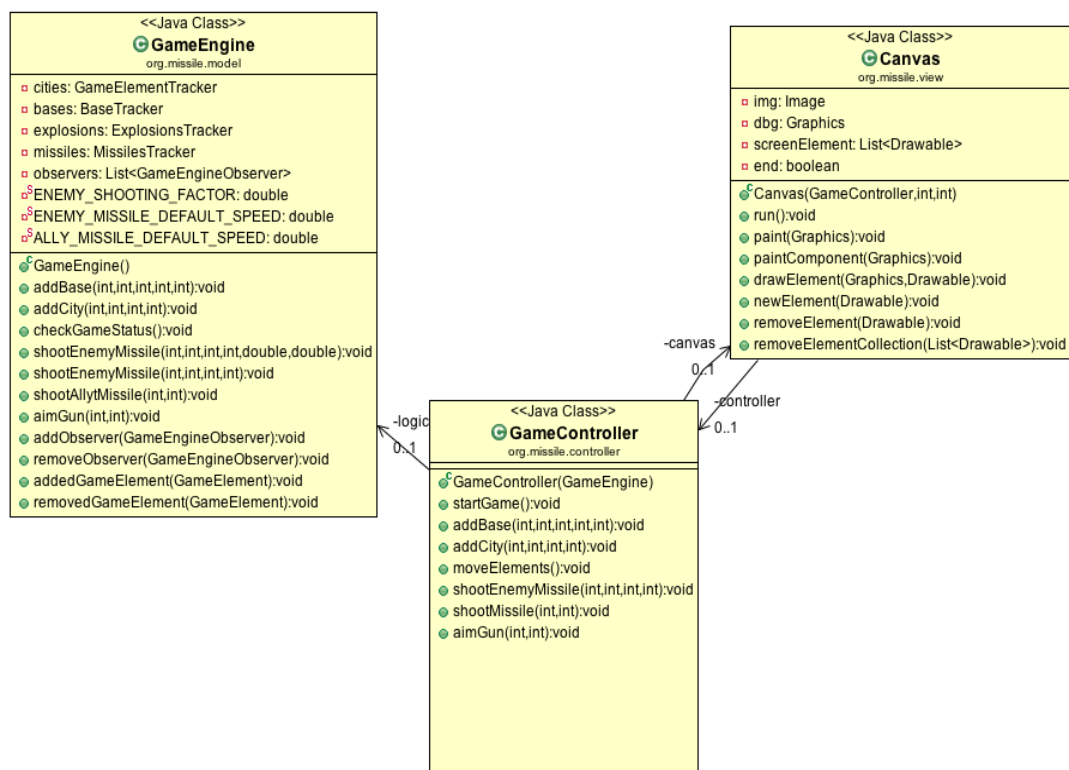 <<Java Class>>
GameEngine
org.missile.model
cities: GameElementTracker
bases: BaseTracker
explosions: ExplosionsTracker
missiles: MissilesTracker
observers: List<GameEngineObserver>
ENEMY_SHOOTING_FACTOR: double
ENEMY_MISSILE_DEFAULT_SPEED: double
ALLY_MISSILE_DEFAULT_SPEED: double
GameEngine()
addBase(int,int,int,int,int):void
addCity(int,int,int,int):void
checkGameStatus():void
shootEnemyMissile(int,int,int,int,double,double):void
shootEnemyMissile(int,int,int,int):void
shootAllytMissile(int,int):void
aimGun(int,int):void
addObserver(GameEngineObserver):void
removeObserver(GameEngineObserver):void
addedGameElement(GameElement):void
removedGameElement(GameElement):void
<<Java Class>>
Canvas
org.missile.view
img: Image
dbg: Graphics
screenElement: List<Drawable>
end: boolean
Canvas(GameController,int,int)
run():void
paint(Graphics):void
paintComponent(Graphics):void
drawElement(Graphics,Drawable):void
newElement(Drawable):void
removeElement(Drawable):void
removeElementCollection(List<Drawable>):void
-canvas
0..1
-controller
0..1
-logic
0..1
<<Java Class>>
GameController
org.missile.controller
GameController(GameEngine)
startGame():void
addBase(int,int,int,int,int):void
addCity(int,int,int,int):void
moveElements():void
shootEnemyMissile(int,int,int,int):void
shootMissile(int,int):void
aimGun(int,int):void